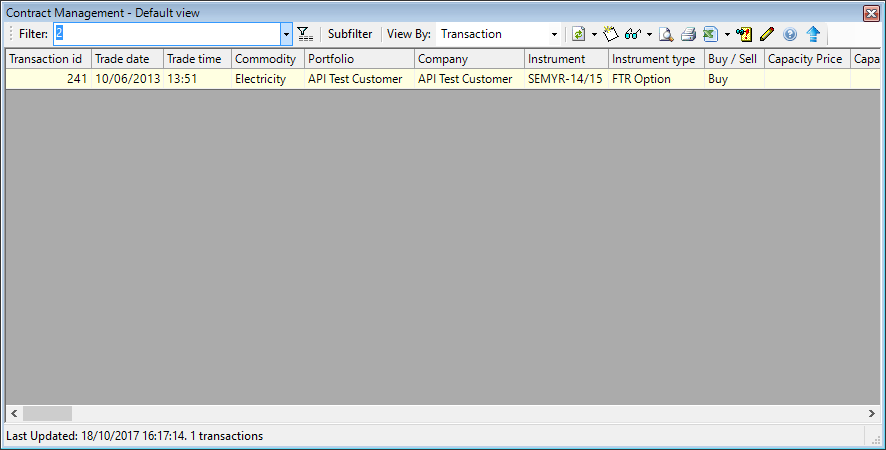 Contract Management - Default view
Filter: 2 Subfilter View By: Transaction
Transaction id Trade date Trade time Commodity Portfolio Company Instrument Instrument type Buy / Sell Capacity Price Capa
241 10/06/2013 13:51 Electricity API Test Customer API Test Customer SEMYR-14/15 FTR Option Buy
Last Updated: 18/10/2017 16:17:14. 1 transactions